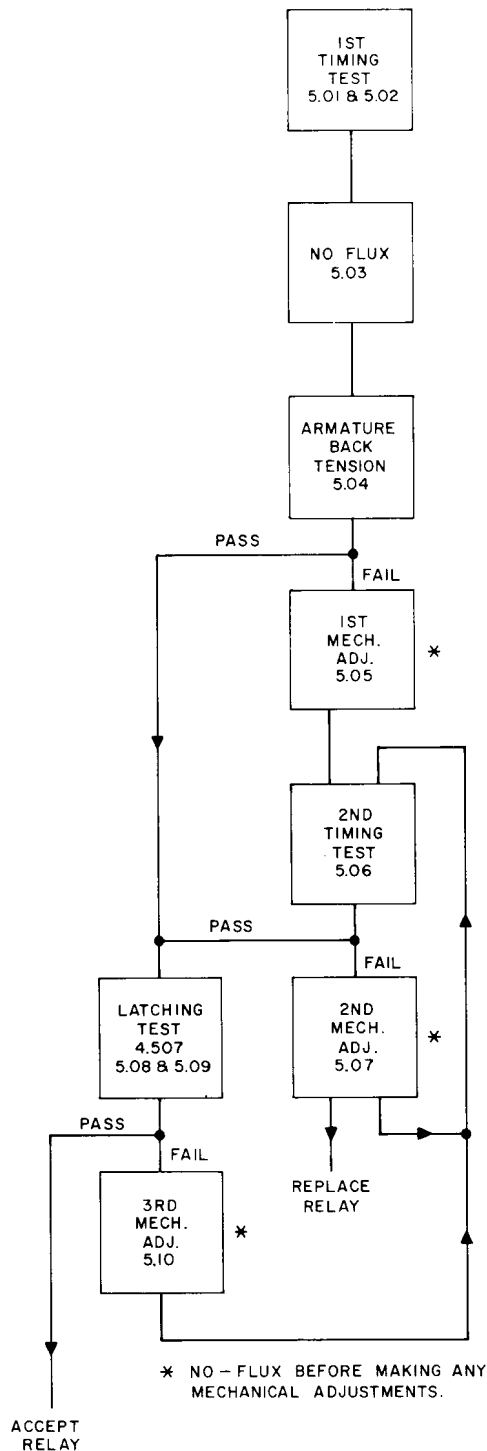 1ST
TIMING
TEST
5.01 & 5.02
NO FLUX
5.03
ARMATURE
BACK
TENSION
5.04
PASS
FAIL
1ST
MECH.
ADJ.
5.05
*
2ND
TIMING
TEST
5.06
PASS
FAIL
LATCHING
TEST
4.507
5.08 & 5.09
2ND
MECH.
ADJ.
5.07
*
PASS
FAIL
REPLACE
RELAY
3RD
MECH.
ADJ.
5.10
*
* NO-FLUX BEFORE MAKING ANY
MECHANICAL ADJUSTMENTS.
ACCEPT
RELAY